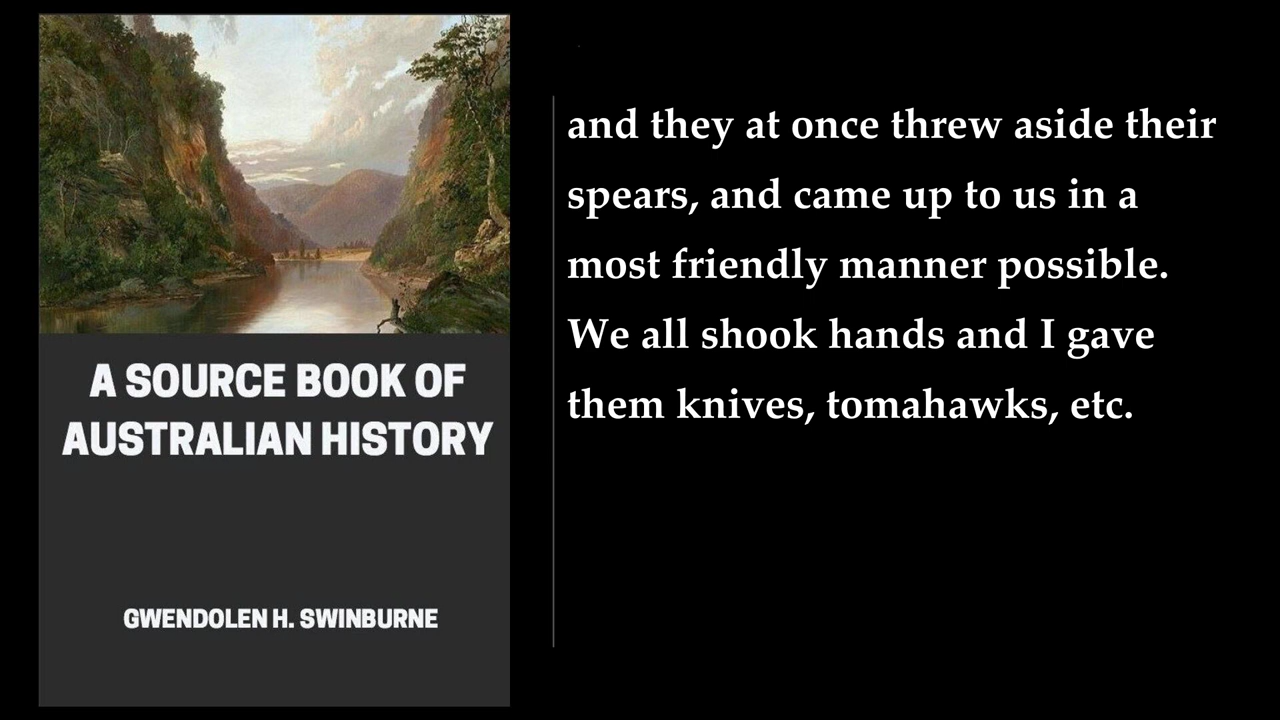 A SOURCE BOOK OF
AUSTRALIAN HISTORY
GWENDOLEN H. SWINBURNE
and they at once threw aside their
spears, and came up to us in a
most friendly manner possible.
We all shook hands and I gave
them knives, tomahawks, etc.